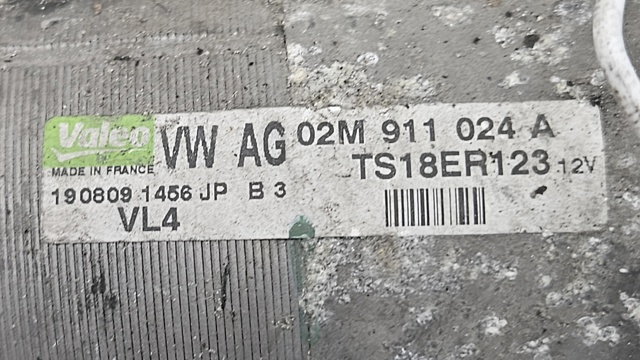 Valeo VW AG 02M 911 024 A
MADE IN FRANCE TS18ER123 12V
190809 1456 JP B 3
VL4